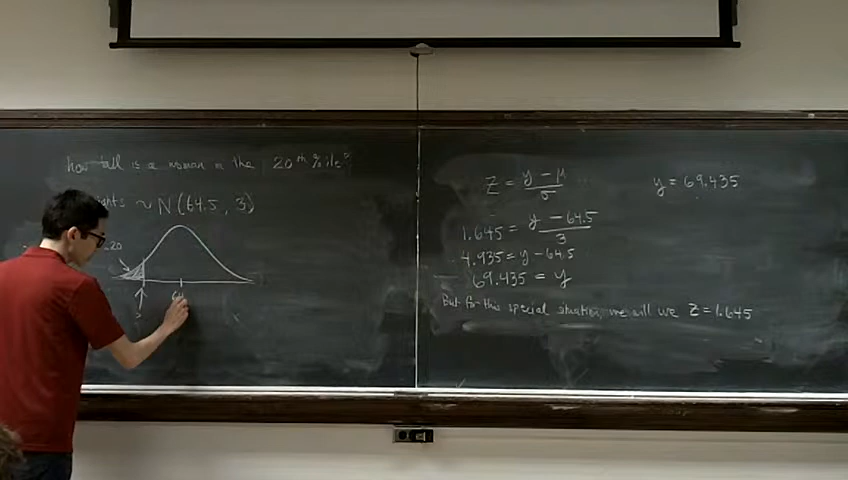 how tall is a woman in the 20th %ile?
~ N(64.5, 3)
.20
Z = y - μ / σ
y = 69.435
1.645 = y - 64.5 / 3
4.935 = y - 64.5
69.435 = y
But for this special situation, we will use Z = 1.645